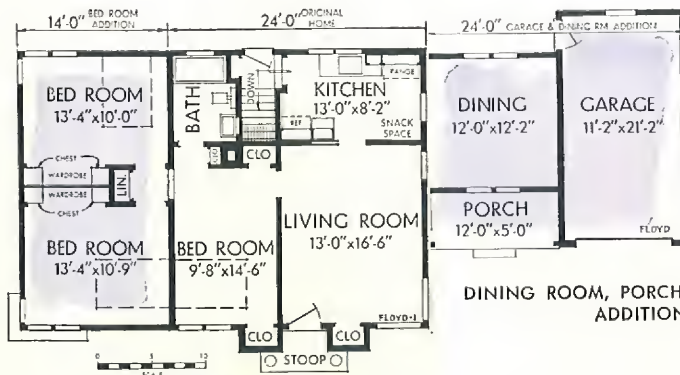 14'-0" BED ROOM ADDITION
24'-0" ORIGINAL HOME
24'-0" GARAGE & DINING RM. ADDITION
BED ROOM
13'-4"x10'-0"
BATH
DOWN
KITCHEN
13'-0"x8'-2"
RANGE
REF.
SNACK
SPACE
DINING
12'-0"x12'-2"
GARAGE
11'-2"x21'-2"
CHEST
WARDROBE
WARDROBE
CHEST
LIN.
CLO
CLO
BED ROOM
13'-4"x10'-9"
BED ROOM
9'-8"x14'-6"
LIVING ROOM
13'-0"x16'-6"
PORCH
12'-0"x5'-0"
FLOYD
FLOYD-1
CLO
CLO
STOOP
0 5 10
SCALE
DINING ROOM, PORCH
ADDITION